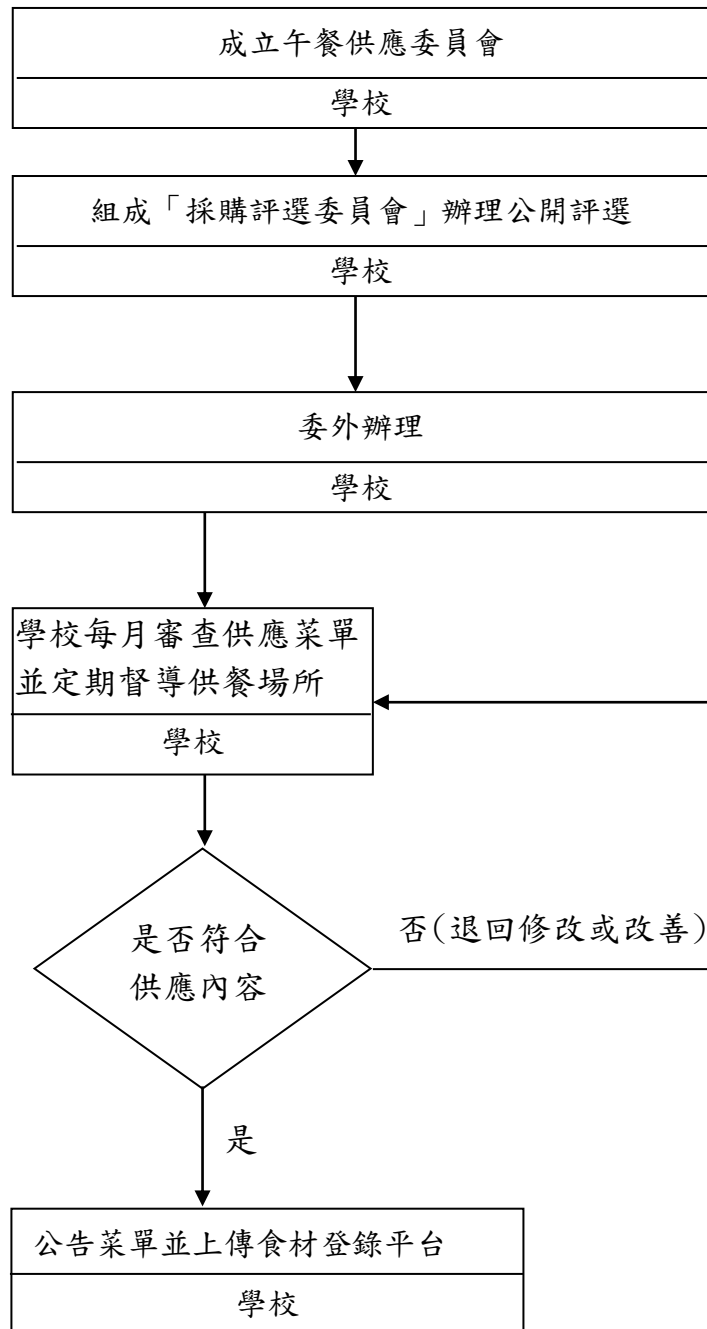 成立午餐供應委員會
學校
組成「採購評選委員會」辦理公開評選
學校
委外辦理
學校
學校每月審查供應菜單
並定期督導供餐場所
學校
是否符合
供應內容
否(退回修改或改善)
是
公告菜單並上傳食材登錄平台
學校